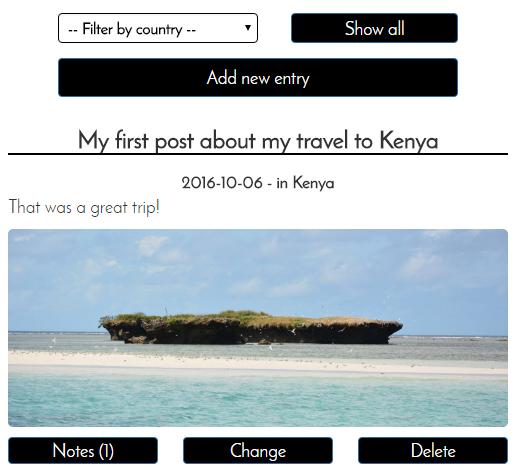 -- Filter by country --
Show all
Add new entry
My first post about my travel to Kenya
2016-10-06 - in Kenya
That was a great trip!
Notes (1)
Change
Delete